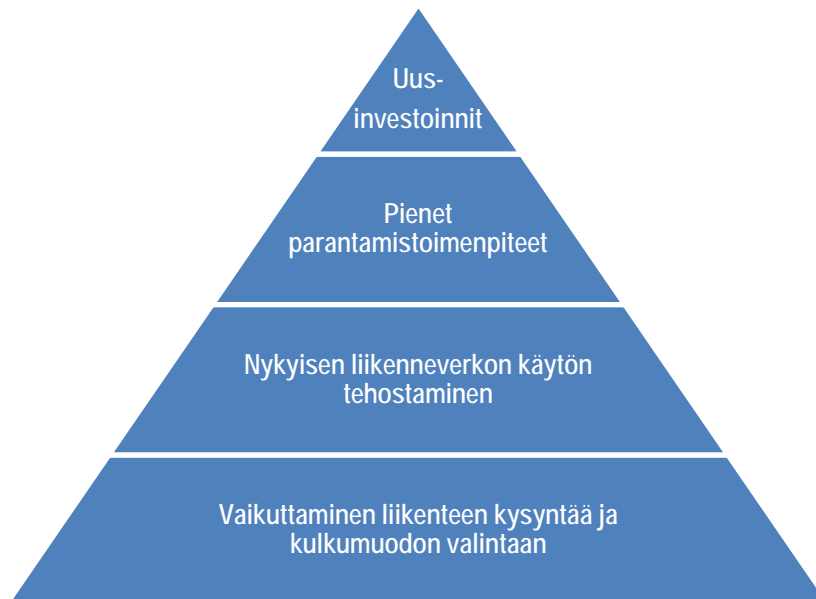 Uus-
investoinnit
Pienet
parantamistoimenpiteet
Nykyisen liikenneverkon käytön
tehostaminen
Vaikuttaminen liikenteen kysyntää ja
kulkumuodon valintaan